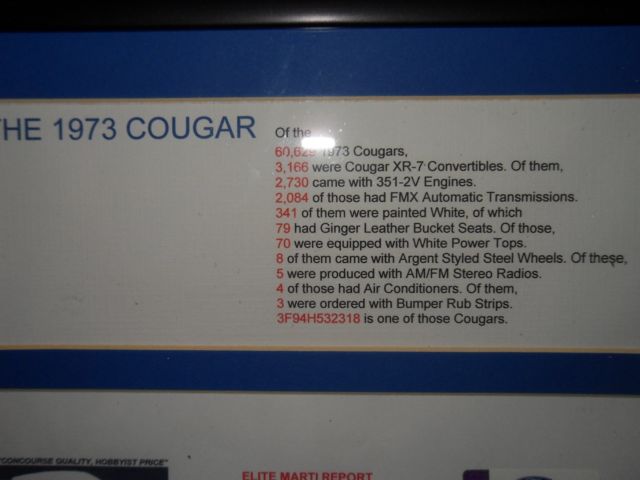 THE 1973 COUGAR
Of the
60,629 1973 Cougars,
3,166 were Cougar XR-7 Convertibles. Of them,
2,730 came with 351-2V Engines.
2,084 of those had FMX Automatic Transmissions.
341 of them were painted White, of which
79 had Ginger Leather Bucket Seats. Of those,
70 were equipped with White Power Tops.
8 of them came with Argent Styled Steel Wheels. Of these,
5 were produced with AM/FM Stereo Radios.
4 of those had Air Conditioners. Of them,
3 were ordered with Bumper Rub Strips.
3F94H532318 is one of those Cougars.
"CONCOURSE QUALITY, HOBBYIST PRICE"
ELITE MARTI REPORT